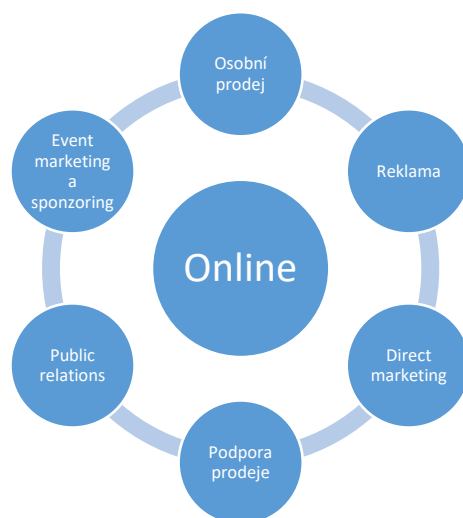 Osobní
prodej
Reklama
Direct
marketing
Podpora
prodeje
Public
relations
Event
marketing
a
sponzoring
Online